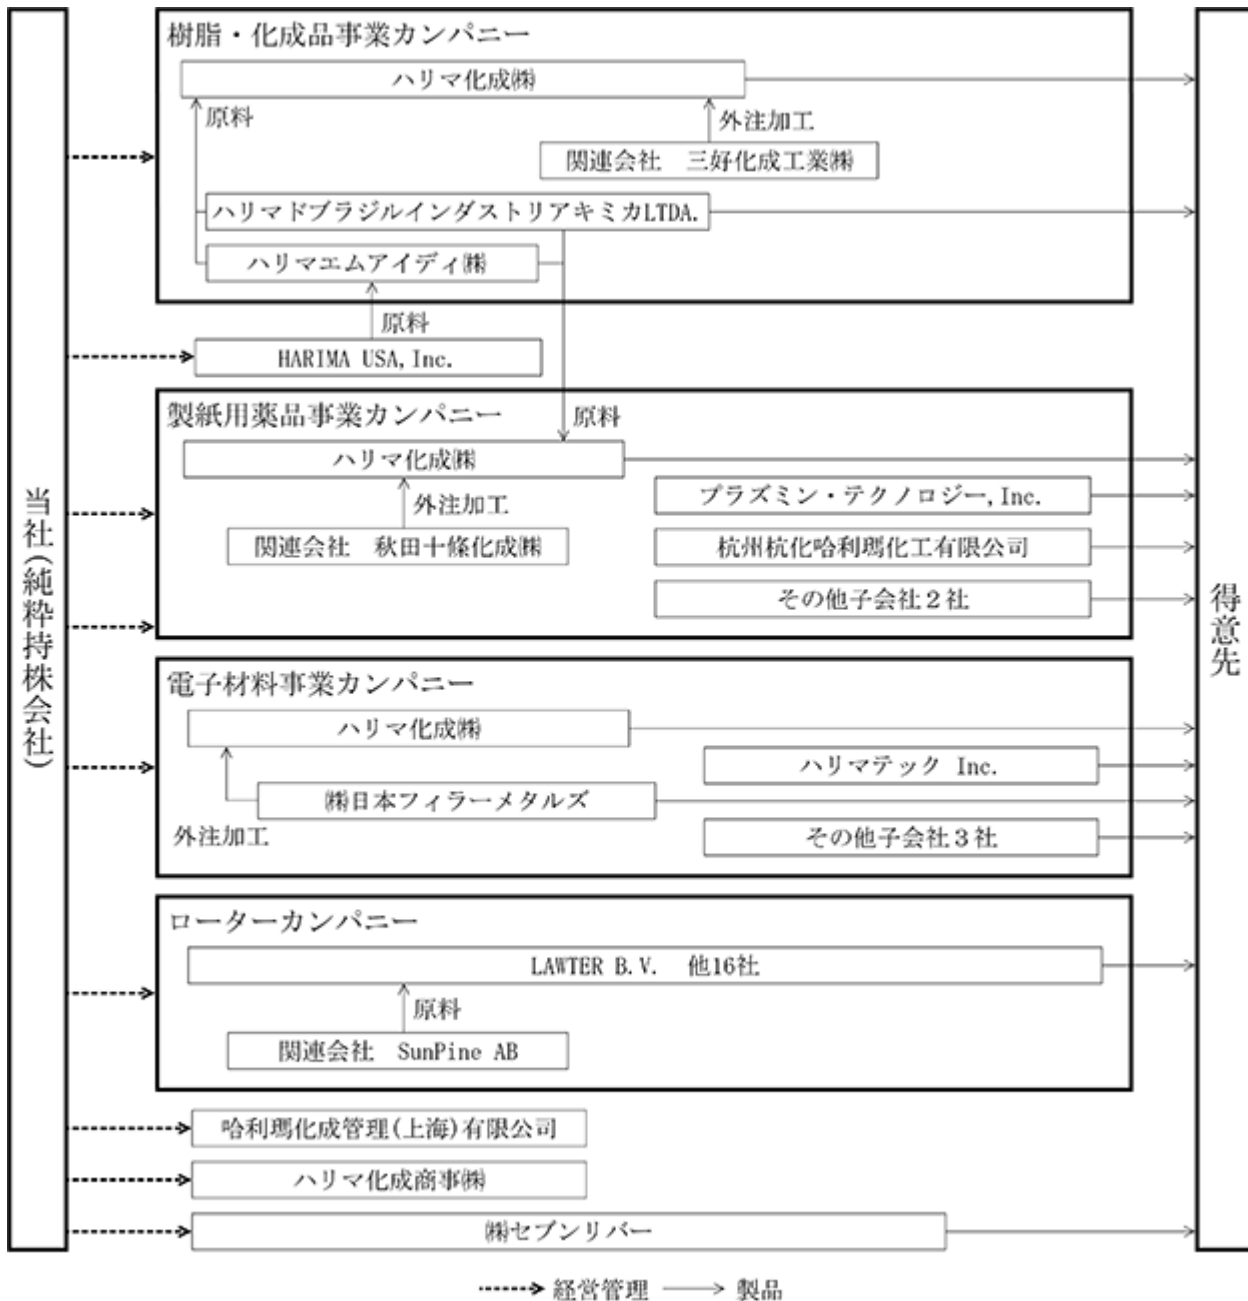 当社(純粋持株会社)
樹脂・化成品事業カンパニー
ハリマ化成㈱
原料
外注加工
関連会社 三好化成工業㈱
ハリマドブラジルインダストリアキミカLTDA.
ハリマエムアイディ㈱
原料
HARIMA USA,Inc.
製紙用薬品事業カンパニー
原料
ハリマ化成㈱
外注加工
関連会社 秋田十條化成㈱
プラズミン・テクノロジー,Inc.
杭州杭化哈利瑪化工有限公司
その他子会社2社
電子材料事業カンパニー
ハリマ化成㈱
ハリマテック Inc.
㈱日本フィラーメタルズ
外注加工
その他子会社3社
ローターカンパニー
LAWTER B.V. 他16社
原料
関連会社 SunPine AB
哈利瑪化成管理(上海)有限公司
ハリマ化成商事㈱
㈱セブンリバー
得意先
経営管理
製品